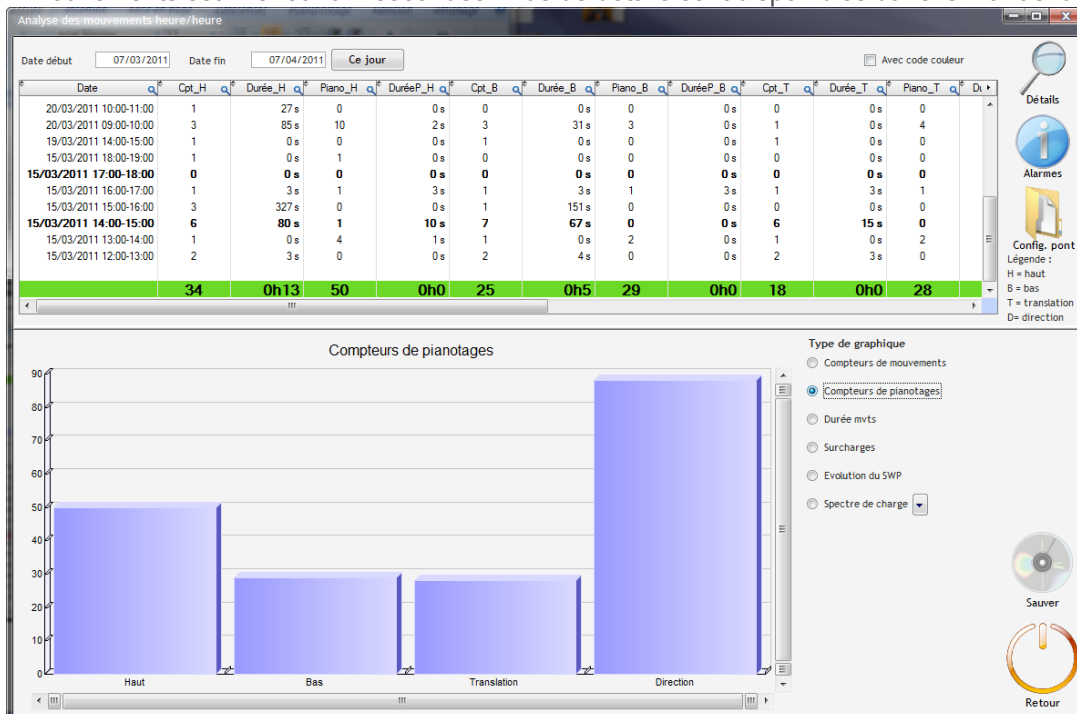 Analyse des mouvements heure/heure
Date début 07/03/2011 Date fin 07/04/2011 Ce jour Avec code couleur
Date Cpt_H Durée_H Piano_H DuréeP_H Cpt_B Durée_B Piano_B DuréeP_B Cpt_T Durée_T Piano_T
20/03/2011 10:00-11:00 1 27 s 0 0 s 0 0 s 0 0 s 0 0 s 0
20/03/2011 09:00-10:00 3 85 s 10 2 s 3 31 s 3 0 s 1 0 s 4
19/03/2011 14:00-15:00 1 0 s 0 0 s 1 0 s 0 0 s 1 0 s 0
15/03/2011 18:00-19:00 1 0 s 1 0 s 0 0 s 0 0 s 0 0 s 0
15/03/2011 17:00-18:00 0 0 s 0 0 s 0 0 s 0 0 s 0 0 s 0
15/03/2011 16:00-17:00 1 3 s 1 3 s 1 3 s 1 3 s 1 3 s 1
15/03/2011 15:00-16:00 3 327 s 0 0 s 1 151 s 0 0 s 0 0 s 0
15/03/2011 14:00-15:00 6 80 s 1 10 s 7 67 s 0 0 s 6 15 s 0
15/03/2011 13:00-14:00 1 0 s 4 1 s 1 0 s 2 0 s 1 0 s 2
15/03/2011 12:00-13:00 2 3 s 0 0 s 2 4 s 0 0 s 2 3 s 0
34 0h13 50 0h0 25 0h5 29 0h0 18 0h0 28
Détails
Alarmes
Config. pont
Légende :
H = haut
B = bas
T = translation
D= direction
Compteurs de pianotages
90
80
70
60
50
40
30
20
10
0
Haut Bas Translation Direction
Type de graphique
Compteurs de mouvements
Compteurs de pianotages
Durée mvts
Surcharges
Evolution du SWP
Spectre de charge
Sauver
Retour